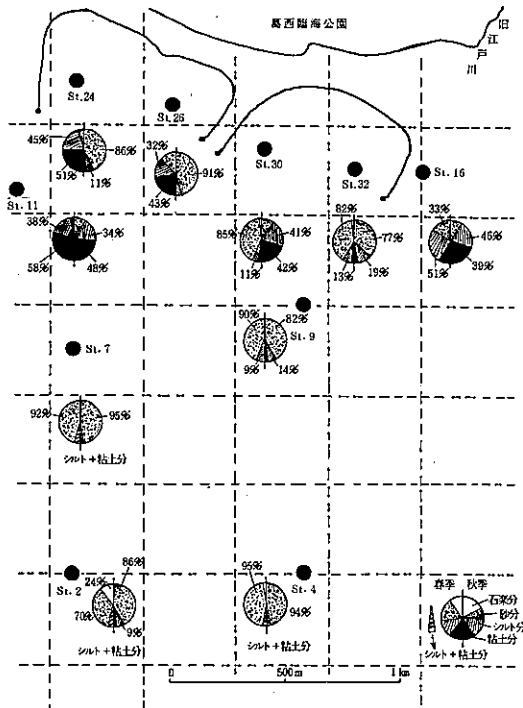 葛西臨海公園
旧江戸川
St.24
St.26
St.30
St.32
St.16
St.11
45%
86%
51%
11%
32%
91%
43%
38%
34%
58%
48%
85%
41%
11%
42%
82%
77%
13%
19%
33%
46%
51%
39%
St.7
St.9
90%
82%
9%
14%
92%
95%
シルト+粘土分
St.2
St.4
24%
86%
70%
9%
シルト+粘土分
95%
94%
シルト+粘土分
春季 秋季
石礫分
砂分
シルト分
粘土分
シルト+粘土分
0 500m 1km